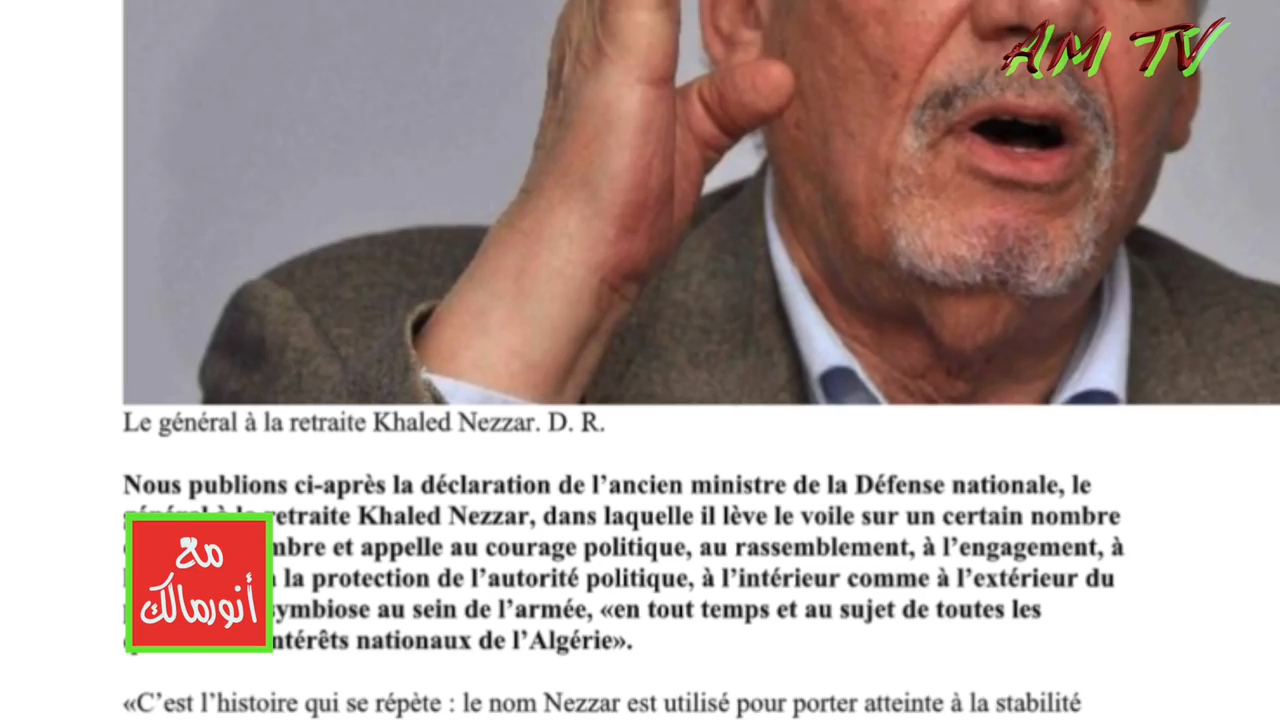 AM TV
Le général à la retraite Khaled Nezzar. D. R.
Nous publions ci-après la déclaration de l’ancien ministre de la Défense nationale, le
retraite Khaled Nezzar, dans laquelle il lève le voile sur un certain nombre
et appelle au courage politique, au rassemblement, à l’engagement, à
la protection de l’autorité politique, à l’intérieur comme à l’extérieur du
symbiose au sein de l’armée, «en tout temps et au sujet de toutes les
intérêts nationaux de l’Algérie».
مع
أنورمالك
«C’est l’histoire qui se répète : le nom Nezzar est utilisé pour porter atteinte à la stabilité